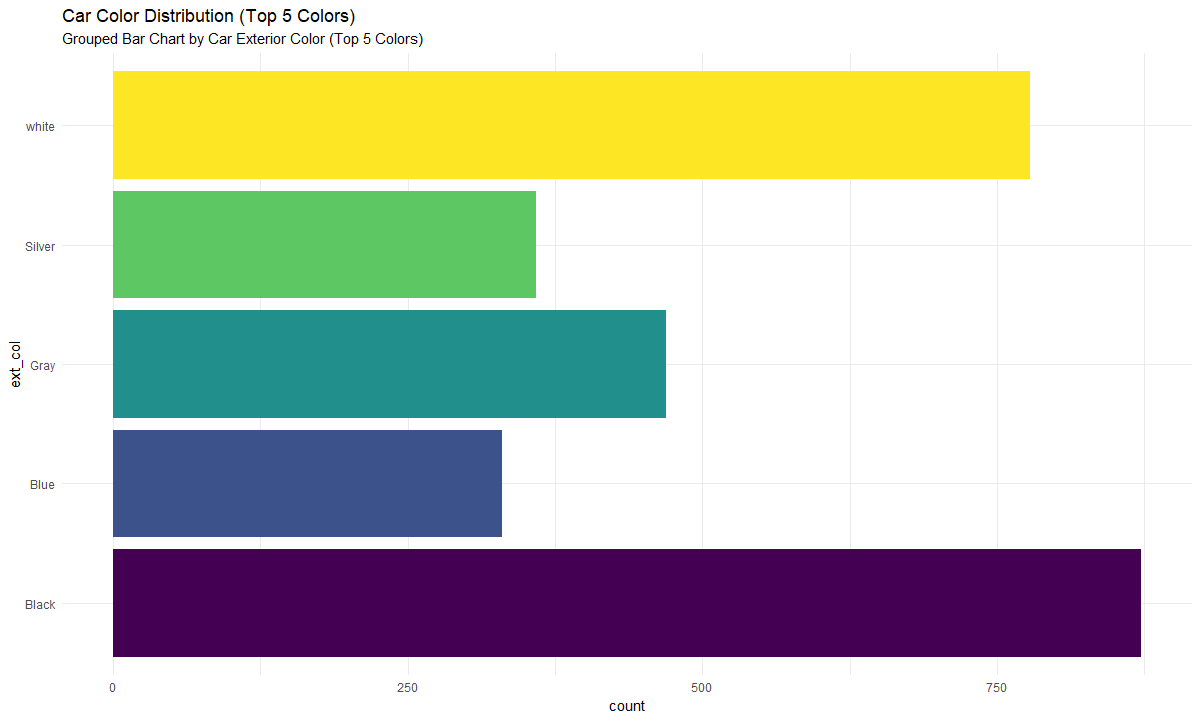 Car Color Distribution (Top 5 Colors)
Grouped Bar Chart by Car Exterior Color (Top 5 Colors)
white
Silver
Gray
Blue
Black
ext_col
0
250
500
750
count